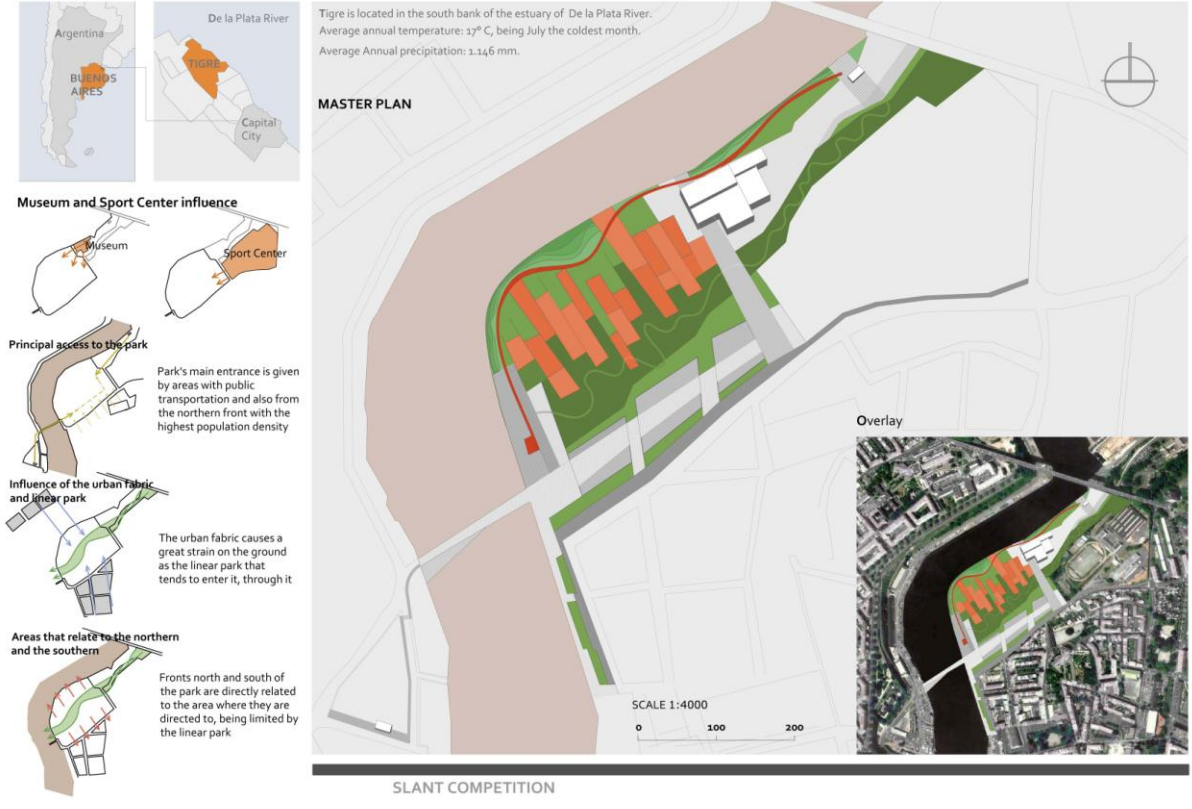 Argentina
BUENOS
AIRES
De la Plata River
TIGRE
Capital
City
Tigre is located in the south bank of the estuary of De la Plata River.
Average annual temperature: 17º C, being July the coldest month.
Average Annual precipitation: 1.146 mm.
MASTER PLAN
Museum and Sport Center influence
Museum
Sport Center
Principal access to the park
Park's main entrance is given
by areas with public
transportation and also from
the northern front with the
highest population density
Influence of the urban fabric
and linear park
The urban fabric causes a
great strain on the ground
as the linear park that
tends to enter it, through it
Areas that relate to the northern
and the southern
Fronts north and south of
the park are directly related
to the area where they are
directed to, being limited by
the linear park
Overlay
SCALE 1:4000
0 100 200
SLANT COMPETITION